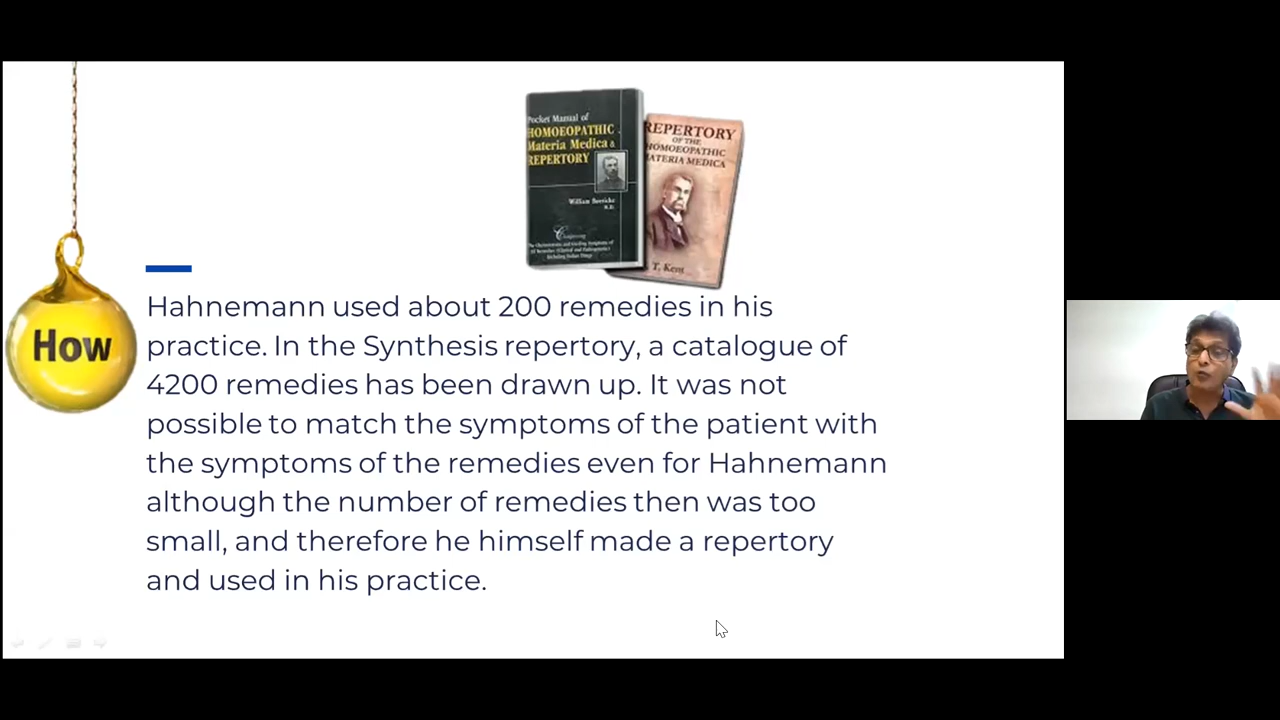 Pocket Manual of
HOMOEOPATHIC
Materia Medica &
REPERTORY
William Boericke
M.D.
Comprising
Including Indian Drugs
REPERTORY
OF THE
HOMOEOPATHIC
MATERIA MEDICA
T. Kent
How
Hahnemann used about 200 remedies in his
practice. In the Synthesis repertory, a catalogue of
4200 remedies has been drawn up. It was not
possible to match the symptoms of the patient with
the symptoms of the remedies even for Hahnemann
although the number of remedies then was too
small, and therefore he himself made a repertory
and used in his practice.